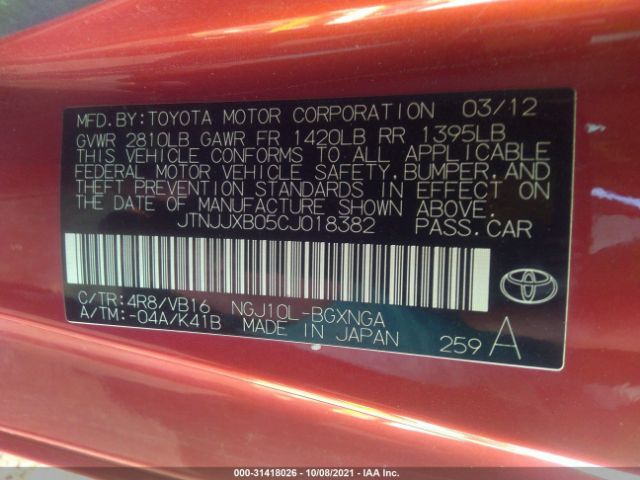 MFD.BY:TOYOTA MOTOR CORPORATION 03/12
GVWR 2810LB GAWR FR 1420LB RR 1395LB
THIS VEHICLE CONFORMS TO ALL APPLICABLE
FEDERAL MOTOR VEHICLE SAFETY,BUMPER,AND
THEFT PREVENTION STANDARDS IN EFFECT ON
THE DATE OF MANUFACTURE SHOWN ABOVE.
JTNJJXB05CJ018382 PASS.CAR
C/TR:4R8/VB16 NGJ10L-BGXNGA
A/TM:-04A/K41B MADE IN JAPAN
259 A
000-31418026 - 10/08/2021 - IAA Inc.